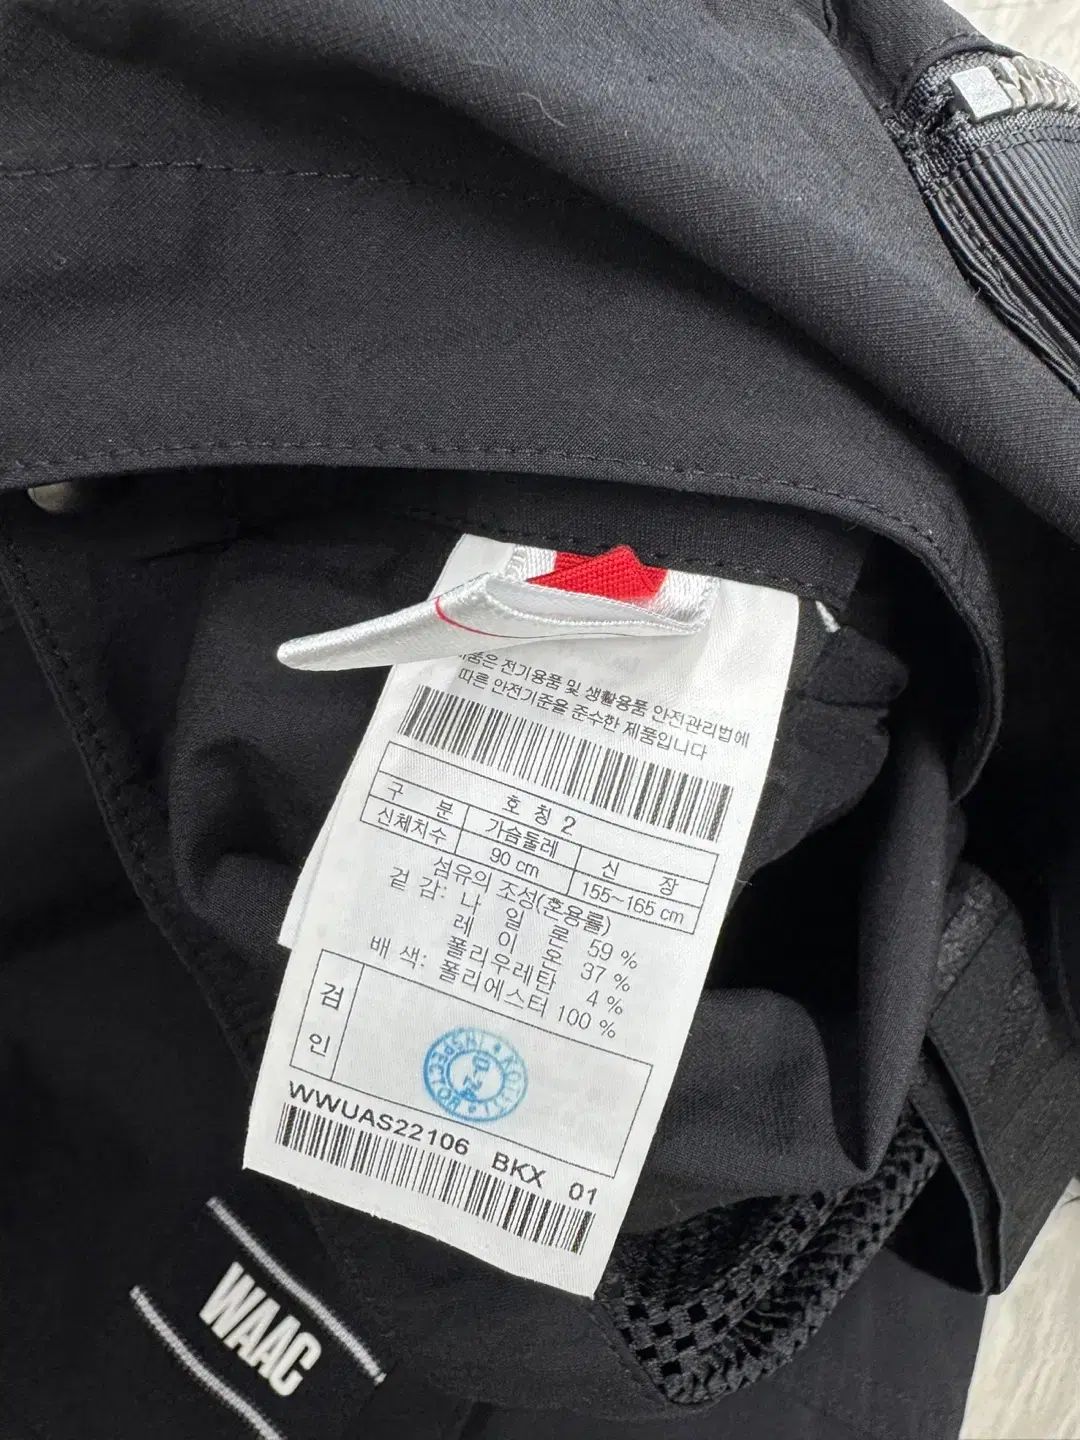 품은 전기용품 및 생활용품 안전관리법에
따른 안전기준을 준수한 제품입니다
구 분 호칭 2
신체치수 가슴둘레 신 장
90 cm 155~165 cm
섬유의 조성(혼용률)
겉 감: 나 일 론 59 %
레 이 온 37 %
폴리우레탄 4 %
배 색: 폴리에스터 100 %
검
인
INSPECTOR
WWUAS22106 BKX 01
WAAC